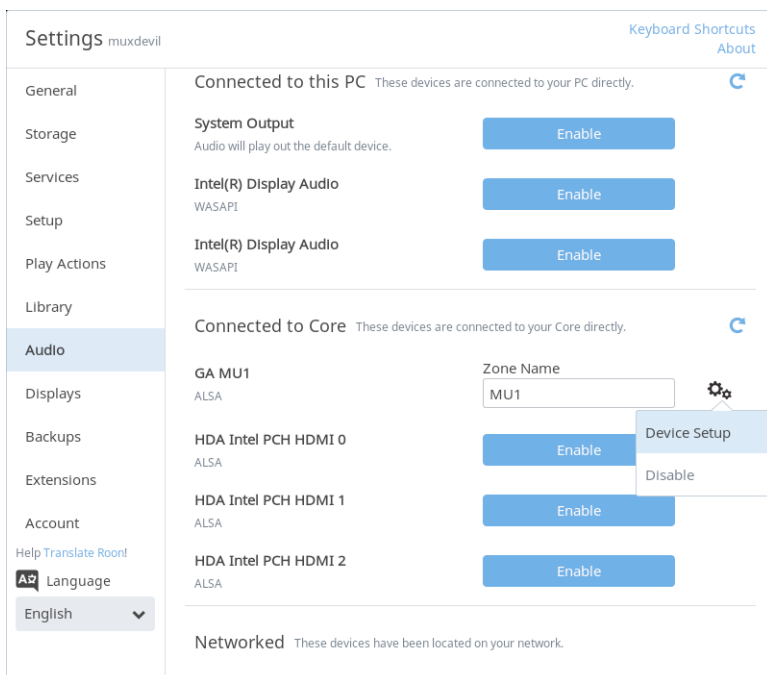 Settings muxdevil
Keyboard Shortcuts
About
General
Storage
Services
Setup
Play Actions
Library
Audio
Displays
Backups
Extensions
Account
Help Translate Roon!
Language
English
Connected to this PC These devices are connected to your PC directly.
System Output
Audio will play out the default device.
Enable
Intel(R) Display Audio
WASAPI
Enable
Intel(R) Display Audio
WASAPI
Enable
Connected to Core These devices are connected to your Core directly.
GA MU1
ALSA
Zone Name
MU1
Device Setup
Disable
HDA Intel PCH HDMI 0
ALSA
Enable
HDA Intel PCH HDMI 1
ALSA
Enable
HDA Intel PCH HDMI 2
ALSA
Enable
Networked These devices have been located on your network.